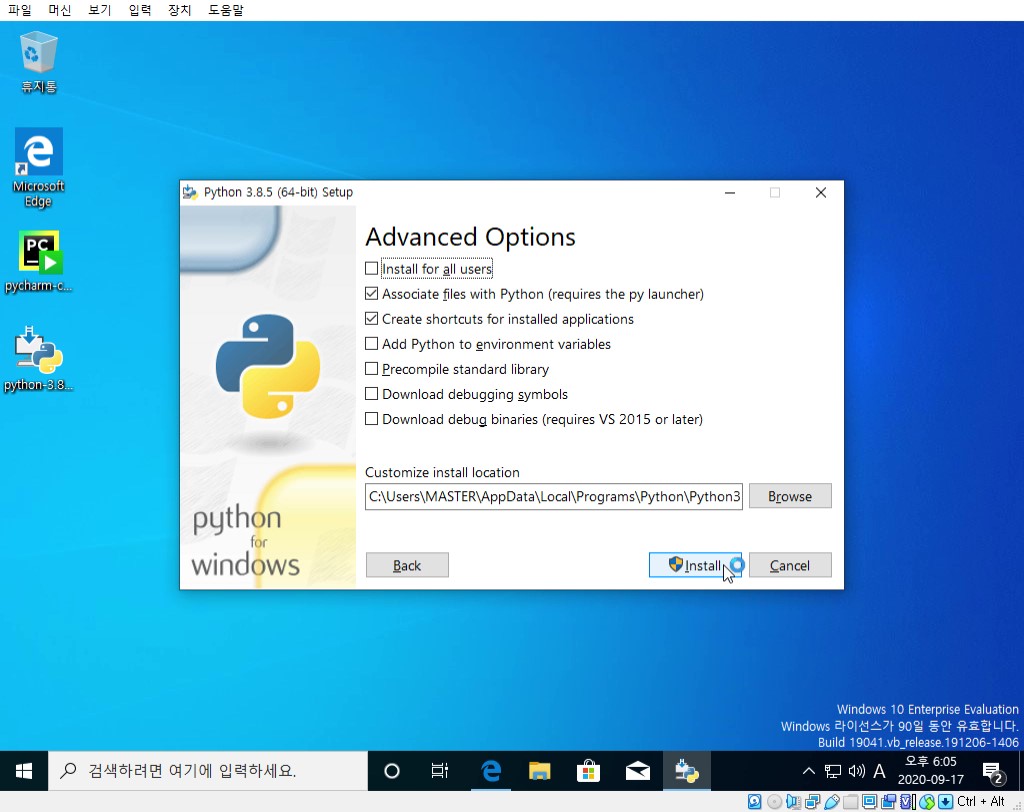 파일 머신 보기 입력 장치 도움말
휴지통
Microsoft
Edge
PC
pycharm-c...
python-3.8...
Python 3.8.5 (64-bit) Setup
Advanced Options
Install for all users
Associate files with Python (requires the py launcher)
Create shortcuts for installed applications
Add Python to environment variables
Precompile standard library
Download debugging symbols
Download debug binaries (requires VS 2015 or later)
Customize install location
C:\Users\MASTER\AppData\Local\Programs\Python\Python3
Browse
python
for
windows
Back
Install
Cancel
Windows 10 Enterprise Evaluation
Windows 라이선스가 90일 동안 유효합니다.
Build 19041.vb_release.191206-1406
검색하려면 여기에 입력하세요.
A
오후 6:05
2020-09-17
2
Ctrl + Alt